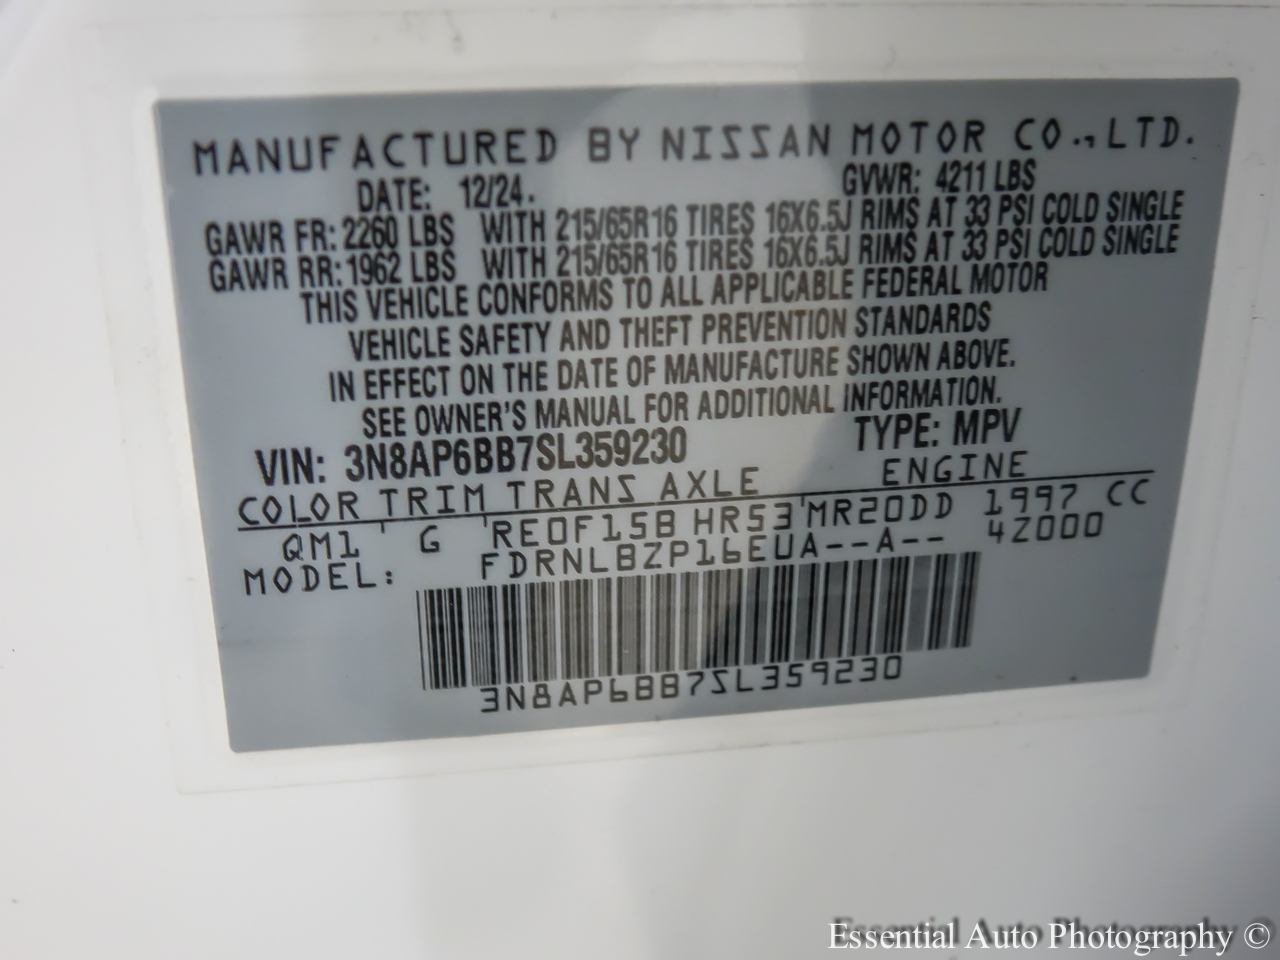 MANUFACTURED BY NISSAN MOTOR CO.,LTD.
DATE: 12/24. GVWR: 4211 LBS
GAWR FR: 2260 LBS WITH 215/65R16 TIRES 16X6.5J RIMS AT 33 PSI COLD SINGLE
GAWR RR: 1962 LBS WITH 215/65R16 TIRES 16X6.5J RIMS AT 33 PSI COLD SINGLE
THIS VEHICLE CONFORMS TO ALL APPLICABLE FEDERAL MOTOR
VEHICLE SAFETY AND THEFT PREVENTION STANDARDS
IN EFFECT ON THE DATE OF MANUFACTURE SHOWN ABOVE.
SEE OWNER'S MANUAL FOR ADDITIONAL INFORMATION.
VIN: 3N8AP6BB7SL359230 TYPE: MPV
COLOR TRIM TRANS AXLE ENGINE
QM1 G RE0F15B HR53 MR20DD 1997 CC
MODEL: FDRNLBZP16EUA--A-- 4Z000
3N8AP6BB7SL359230
Essential Auto Photography ©